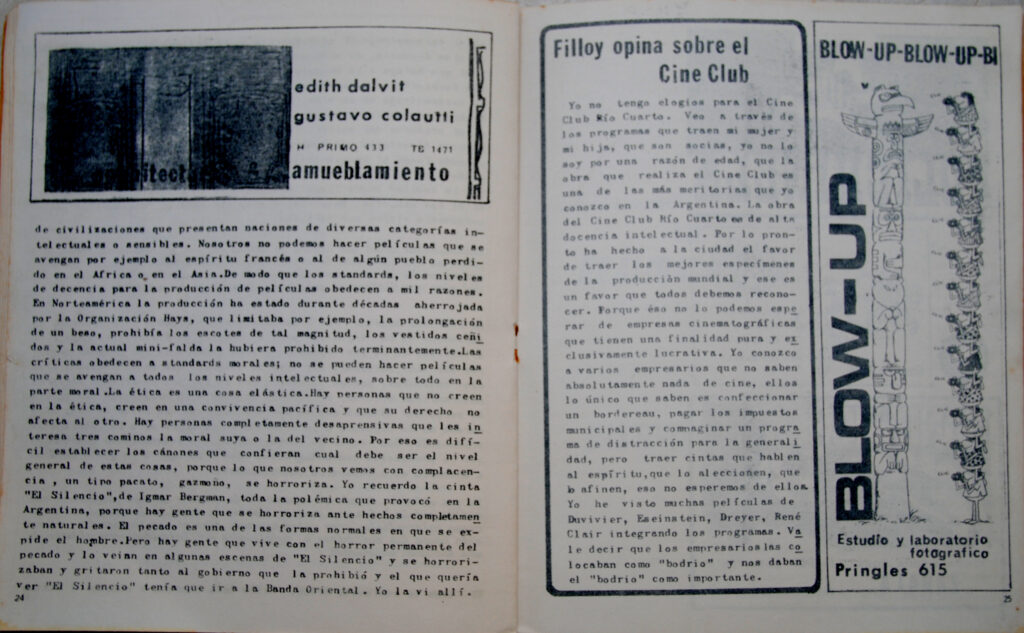 edith dalvit
gustavo colautti
H PRIMO 433 TE 1471
amueblamiento
de civilizaciones que presentan naciones de diversas categorías in-
telectuales o sensibles. Nosotros no podemos hacer películas que se
avengan por ejemplo al espíritu francés o al de algún pueblo perdi-
do en el Africa o en el Asia.De modo que los standards, los niveles
de decencia para la producción de películas obedecen a mil razones.
En Norteamérica la producción ha estado durante décadas aherrojada
por la Organización Hays, que limitaba por ejemplo, la prolongación
de un beso, prohibía los escotes de tal magnitud, los vestidos ceñi
dos y la actual mini-falda la hubiera prohibido terminantemente.Las
críticas obedecen a standards morales; no se pueden hacer películas
que se avengan a todos los niveles intelectuales, sobre todo en la
parte moral.La ética es una cosa elástica.Hay personas que no creen
en la ética, creen en una convivencia pacífica y que su derecho no
afecta al otro. Hay personas completamente desaprensivas que les in
teresa tres cominos la moral suya o la del vecino. Por eso es difí-
cil establecer los cánones que confieran cual debe ser el nivel
general de estas cosas, porque lo que nosotros vemos con complacen-
cia , un tipo pacato, gazmoño, se horroriza. Yo recuerdo la cinta
"El Silencio",de Igmar Bergman, toda la polémica que provocó en la
Argentina, porque hay gente que se horroriza ante hechos completamen
te naturales. El pecado es una de las formas normales en que se ex-
pide el hombre.Pero hay gente que vive con el horror permanente del
pecado y lo veían en algunas escenas de "El Silencio" y se horrori-
zaban y gritaron tanto al gobierno que la prohibió y el que quería
ver "El Silencio" tenía que ir a la Banda Oriental. Yo la vi allí.
24
Filloy opina sobre el
Cine Club
Yo no tengo elogios para el Cine
Club Río Cuarto. Veo a través de
los programas que traen mi mujer y
mi hija, que son socias, yo no lo
soy por una razón de edad, que la
obra que realiza el Cine Club es
una de las más meritorias que yo
conozco en la Argentina. La obra
del Cine Club Río Cuarto es de alta
docencia intelectual. Por lo pron-
to ha hecho a la ciudad el favor
de traer los mejores especímenes
de la producción mundial y ese es
un favor que todos debemos recono-
cer. Porque éso no lo podemos espe
rar de empresas cinematográficas
que tienen una finalidad pura y ex
clusivamente lucrativa. Yo conozco
a varios empresarios que no saben
absolutamente nada de cine, ellos
lo único que saben es confeccionar
un bordereau, pagar los impuestos
municipales y conmaginar un progra
ma de distracción para la generali
dad, pero traer cintas que hablen
al espíritu,que lo aleccionen, que
lo afinen, eso no esperemos de ellos.
Yo he visto muchas películas de
Duvivier, Eseinstein, Dreyer, René
Clair integrando los programas. Va
le decir que los empresarios las co
locaban como "bodrio" y nos daban
el "bodrio" como importante.
BLOW-UP-BLOW-UP-Bl
BLOW-UP
Estudio y laboratorio
fotografico
Pringles 615
25